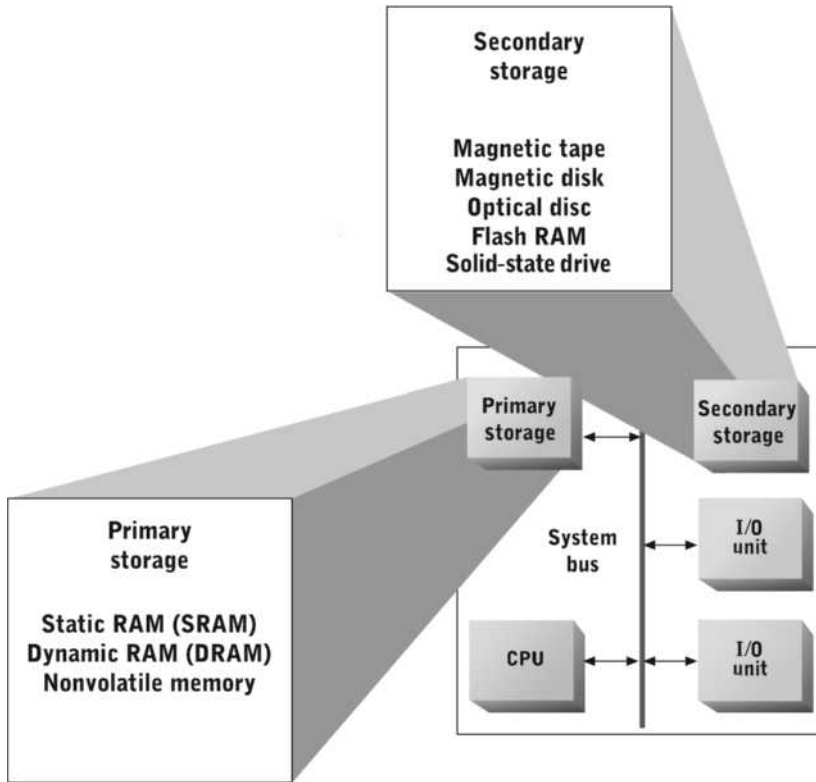 Secondary
storage
Magnetic tape
Magnetic disk
Optical disc
Flash RAM
Solid-state drive
Primary
storage
Secondary
storage
Primary
storage
Static RAM (SRAM)
Dynamic RAM (DRAM)
Nonvolatile memory
System
bus
I/O
unit
CPU
I/O
unit